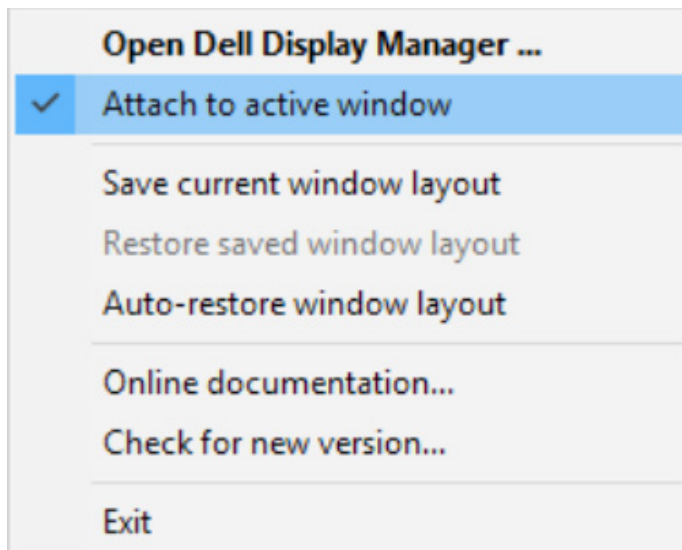 Open Dell Display Manager ...
Attach to active window
Save current window layout
Restore saved window layout
Auto-restore window layout
Online documentation...
Check for new version...
Exit